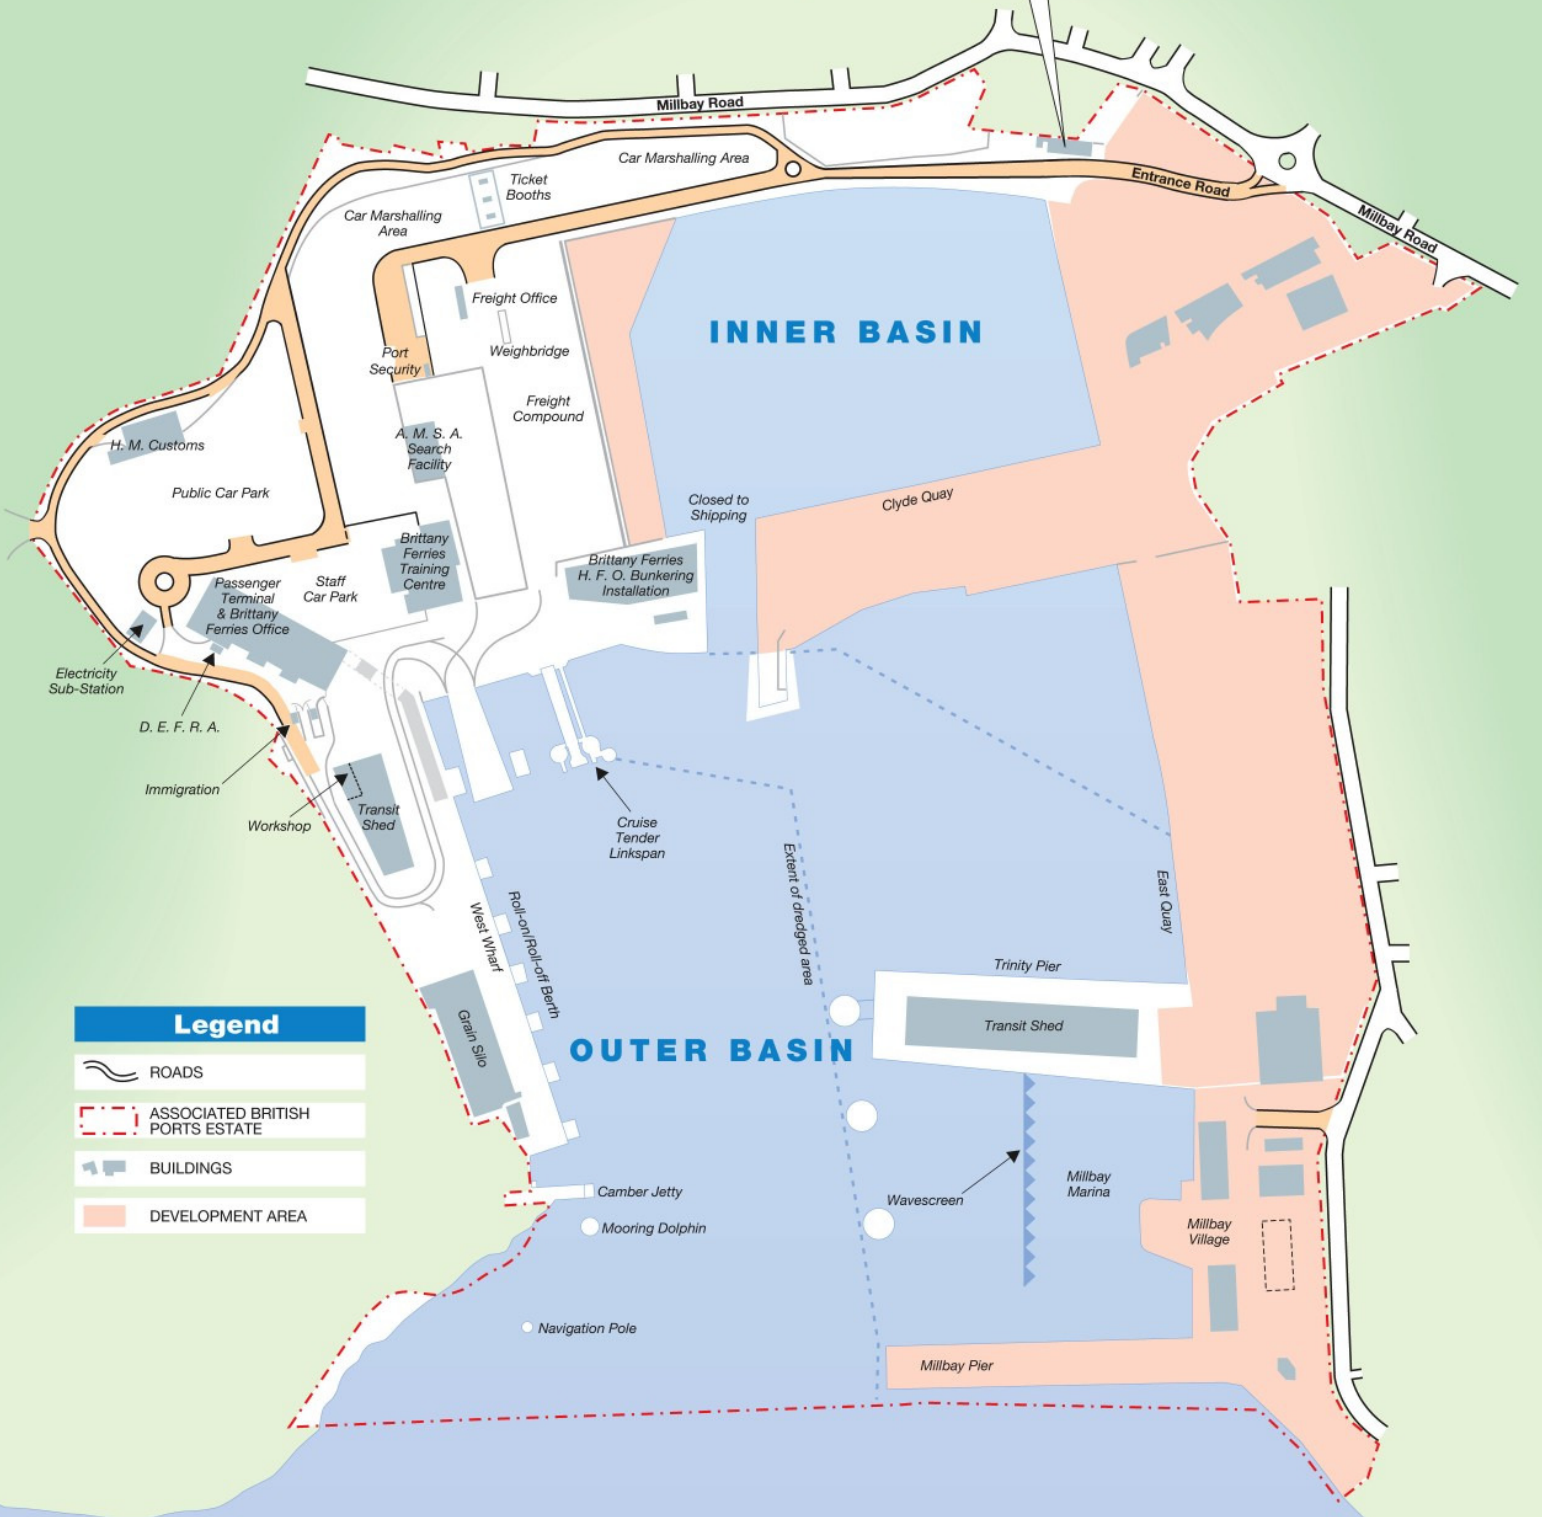 Millbay Road
Car Marshalling Area
Entrance Road
Ticket
Booths
Car Marshalling
Area
Millbay Road
Freight Office
INNER BASIN
Port
Security
Weighbridge
Freight
Compound
H. M. Customs
A. M. S. A.
Search
Facility
Public Car Park
Closed to
Shipping
Clyde Quay
Brittany
Ferries
Training
Centre
Brittany Ferries
H. F. O. Bunkering
Installation
Passenger
Terminal
& Brittany
Ferries Office
Staff
Car Park
Electricity
Sub-Station
D. E. F. R. A.
Immigration
Workshop
Transit
Shed
Cruise
Tender
Linkspan
Extent of dredged area
East Quay
West Wharf
Roll-on/Roll-off Berth
Trinity Pier
Transit Shed
Grain Silo
OUTER BASIN
Legend
ROADS
ASSOCIATED BRITISH
PORTS ESTATE
BUILDINGS
DEVELOPMENT AREA
Camber Jetty
Mooring Dolphin
Wavescreen
Millbay
Marina
Millbay
Village
Navigation Pole
Millbay Pier